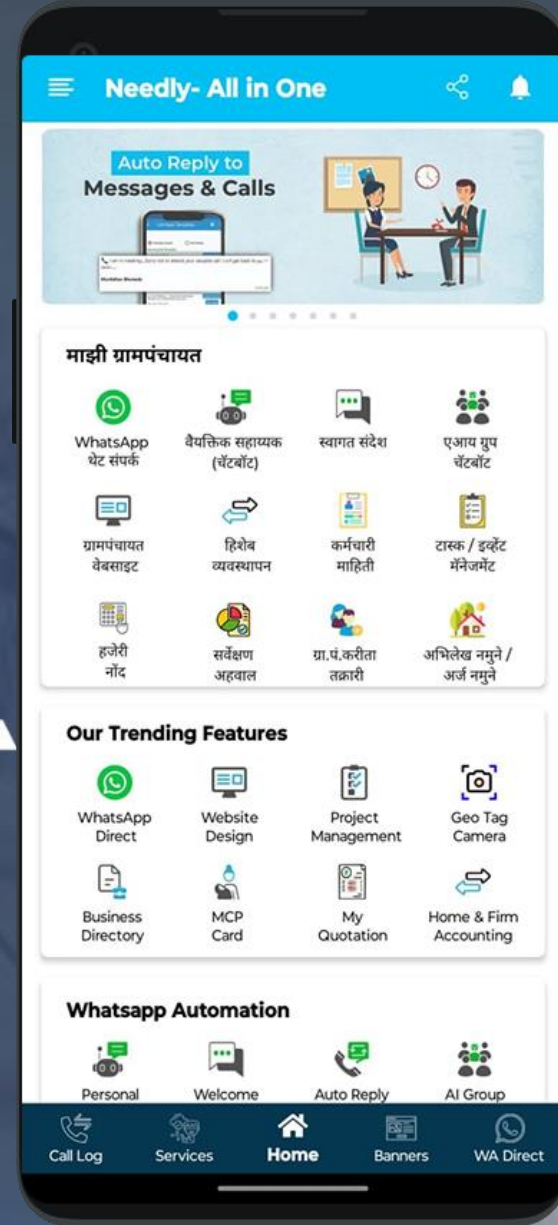 Needly- All in One
Auto Reply to
Messages & Calls
माझी ग्रामपंचायत
WhatsApp
थेट संपर्क
वैयक्तिक सहाय्यक
(चॅटबॉट)
स्वागत संदेश
एआय ग्रुप
चॅटबॉट
ग्रामपंचायत
वेबसाइट
हिशेब
व्यवस्थापन
कर्मचारी
माहिती
टास्क / इव्हेंट
मॅनेजमेंट
हजेरी
नोंद
सर्वेक्षण
अहवाल
ग्रा.पं.करीता
तक्रारी
अभिलेख नमुने /
अर्ज नमुने
Our Trending Features
WhatsApp
Direct
Website
Design
Project
Management
Geo Tag
Camera
Business
Directory
MCP
Card
My
Quotation
Home & Firm
Accounting
Whatsapp Automation
Personal
Welcome
Auto Reply
AI Group
Call Log
Services
Home
Banners
WA Direct